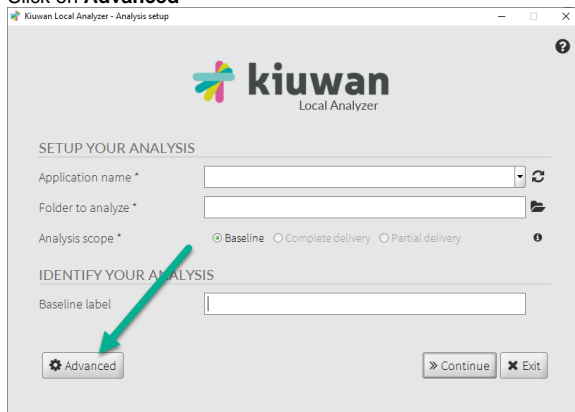 Click on Advanced
Kiuwan Local Analyzer - Analysis setup
kiuwan
Local Analyzer
SETUP YOUR ANALYSIS
Application name *
Folder to analyze *
Analysis scope * Baseline Complete delivery Partial delivery
IDENTIFY YOUR ANALYSIS
Baseline label
Advanced » Continue Exit